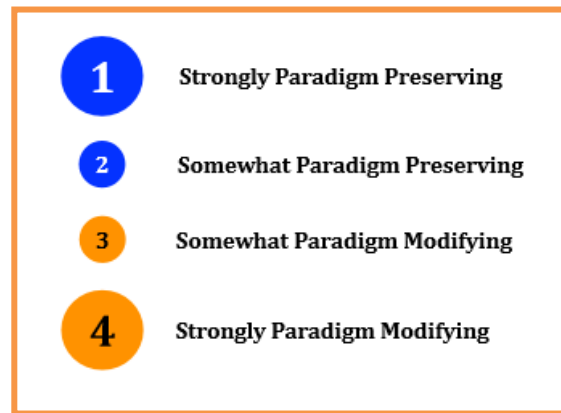 1 Strongly Paradigm Preserving
2 Somewhat Paradigm Preserving
3 Somewhat Paradigm Modifying
4 Strongly Paradigm Modifying